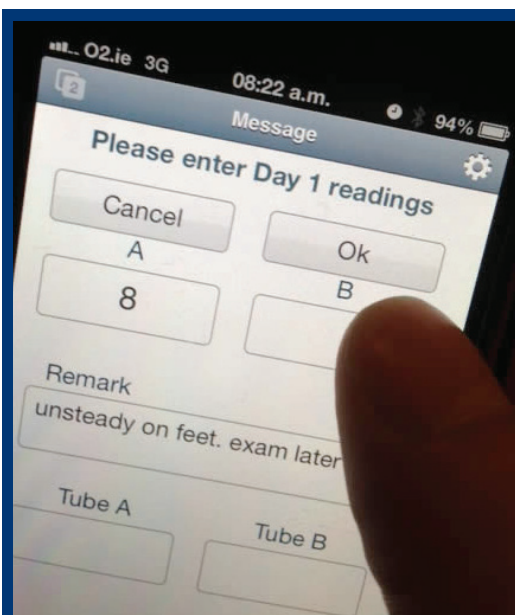 O2.ie 3G 08:22 a.m. 94%
2 Message
Please enter Day 1 readings
Cancel Ok
A B
8
Remark
unsteady on feet. exam later
Tube A Tube B